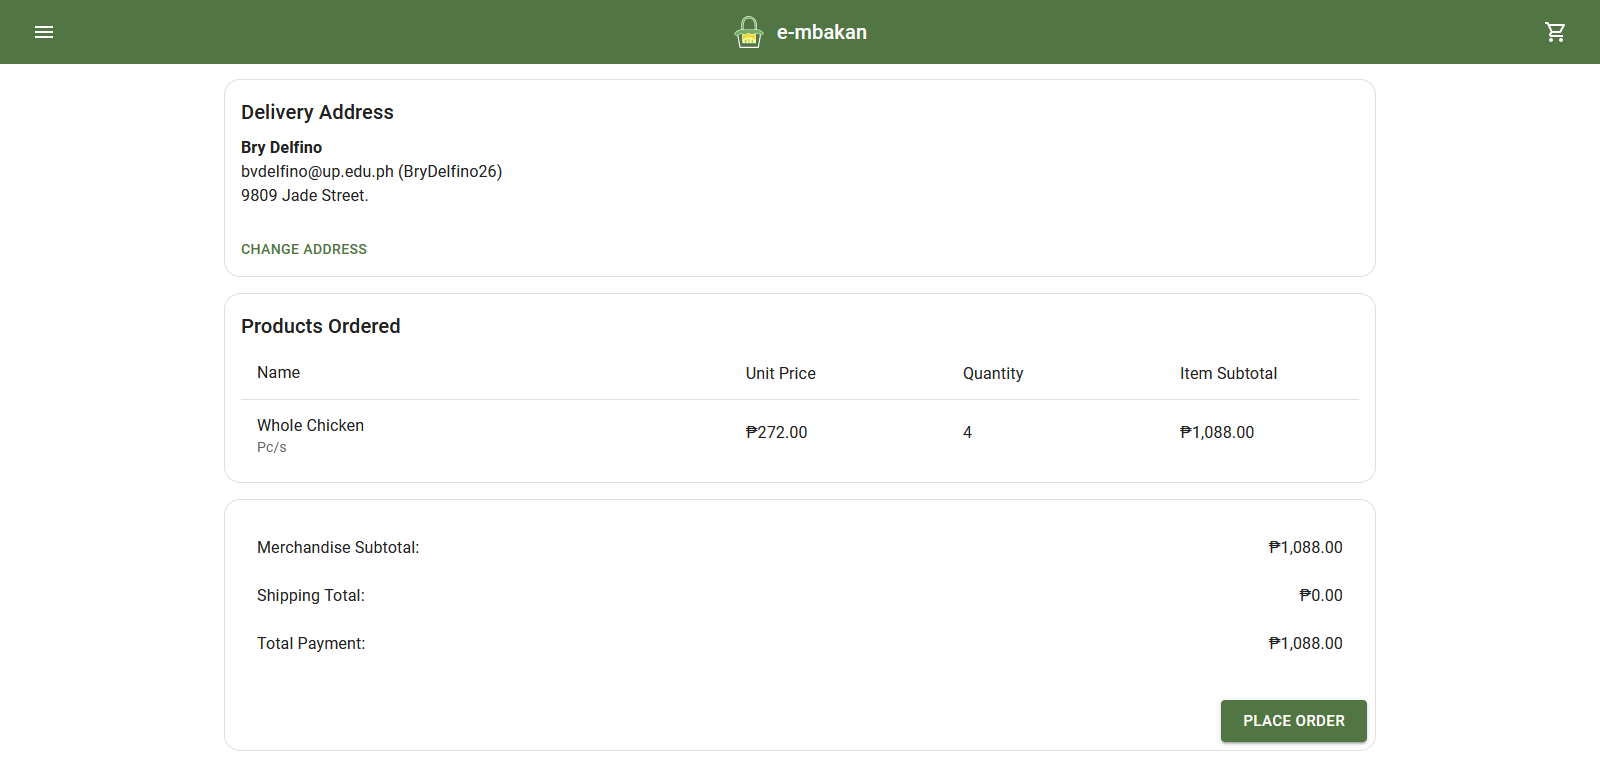 e-mbakan
Delivery Address
Bry Delfino
bvdelfino@up.edu.ph (BryDelfino26)
9809 Jade Street.
CHANGE ADDRESS
Products Ordered
Name Unit Price Quantity Item Subtotal
Whole Chicken ₱272.00 4 ₱1,088.00
Pc/s
Merchandise Subtotal: ₱1,088.00
Shipping Total: ₱0.00
Total Payment: ₱1,088.00
PLACE ORDER